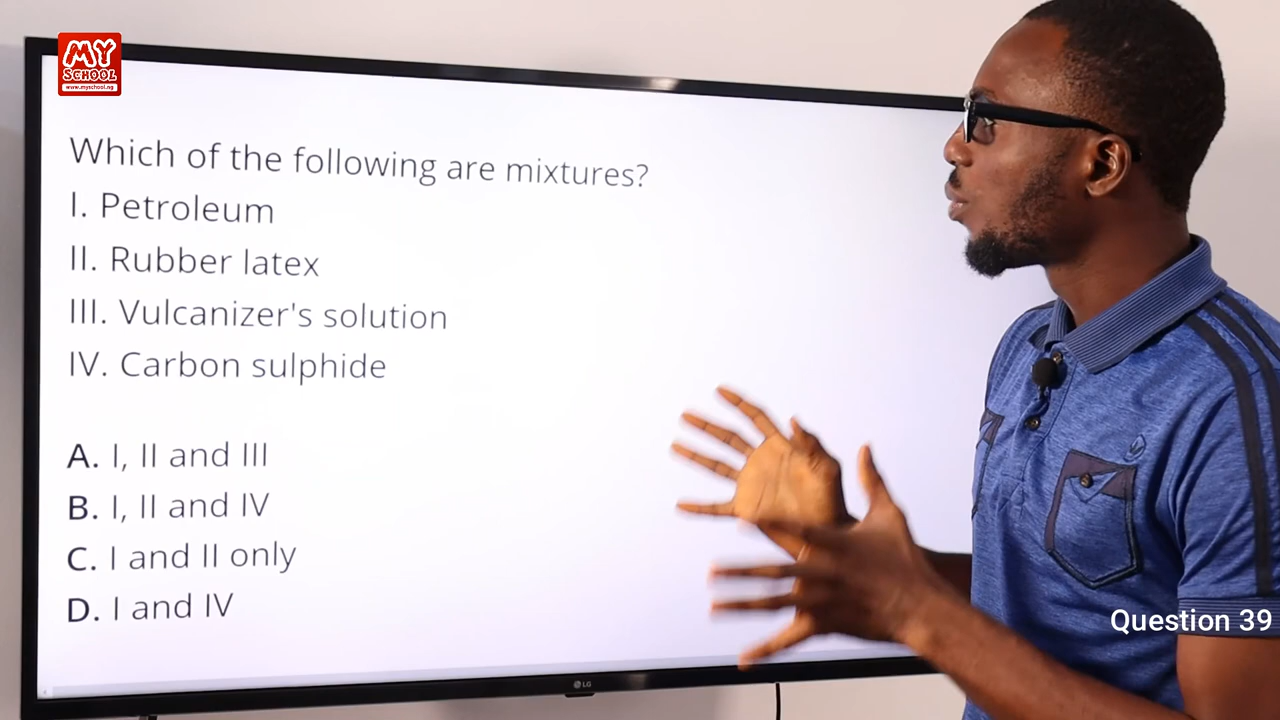 MY
SCHOOL
www.myschool.ng
Which of the following are mixtures?
I. Petroleum
II. Rubber latex
III. Vulcanizer's solution
IV. Carbon sulphide
A. I, II and III
B. I, II and IV
C. I and II only
D. I and IV
Question 39
LG